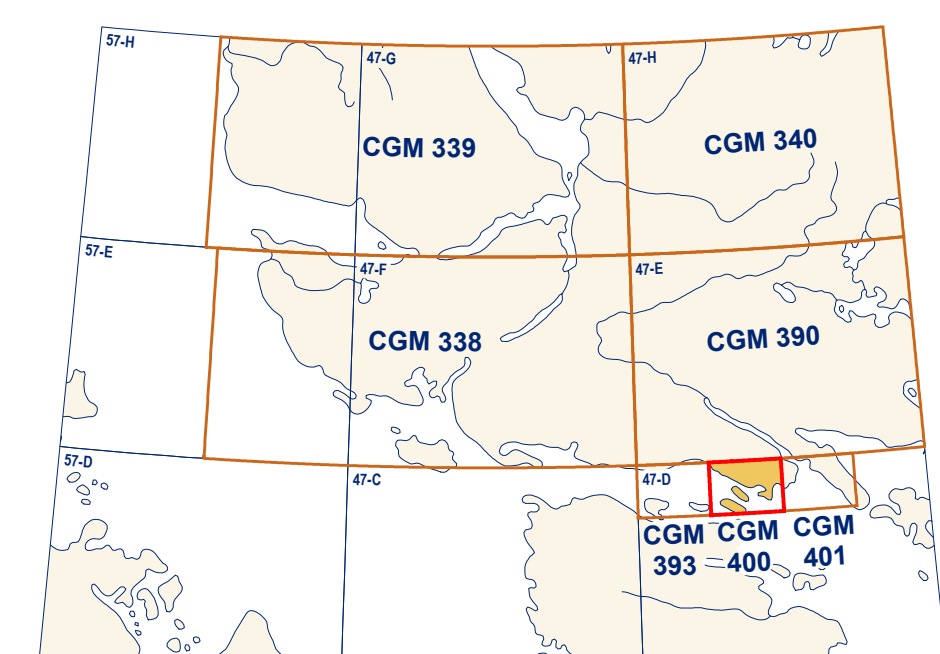 57-H
47-G
47-H
CGM 339
CGM 340
57-E
47-F
47-E
CGM 338
CGM 390
57-D
47-C
47-D
CGM
393
CGM
400
CGM
401